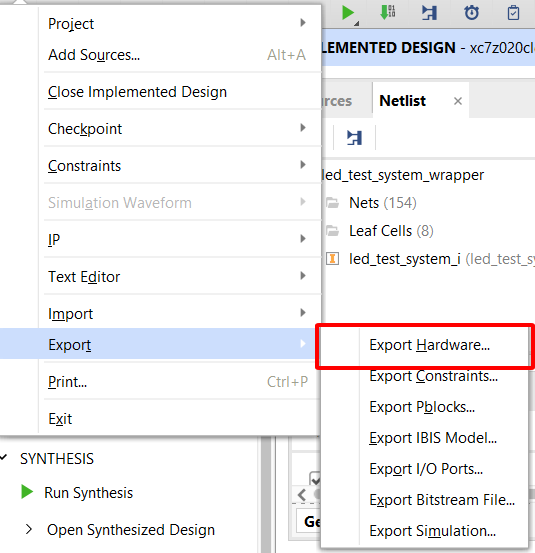 Project
Add Sources... Alt+A
Close Implemented Design
Checkpoint
Constraints
Simulation Waveform
IP
Text Editor
Import
Export
Print... Ctrl+P
Exit
SYNTHESIS
Run Synthesis
Open Synthesized Design
LEMENTED DESIGN - xc7z020cl
rces Netlist
led_test_system_wrapper
Nets (154)
Leaf Cells (8)
led_test_system_i (led_test_s
Export Hardware...
Export Constraints...
Export Pblocks...
Export IBIS Model...
Export I/O Ports...
Export Bitstream File...
Export Simulation...
Ge